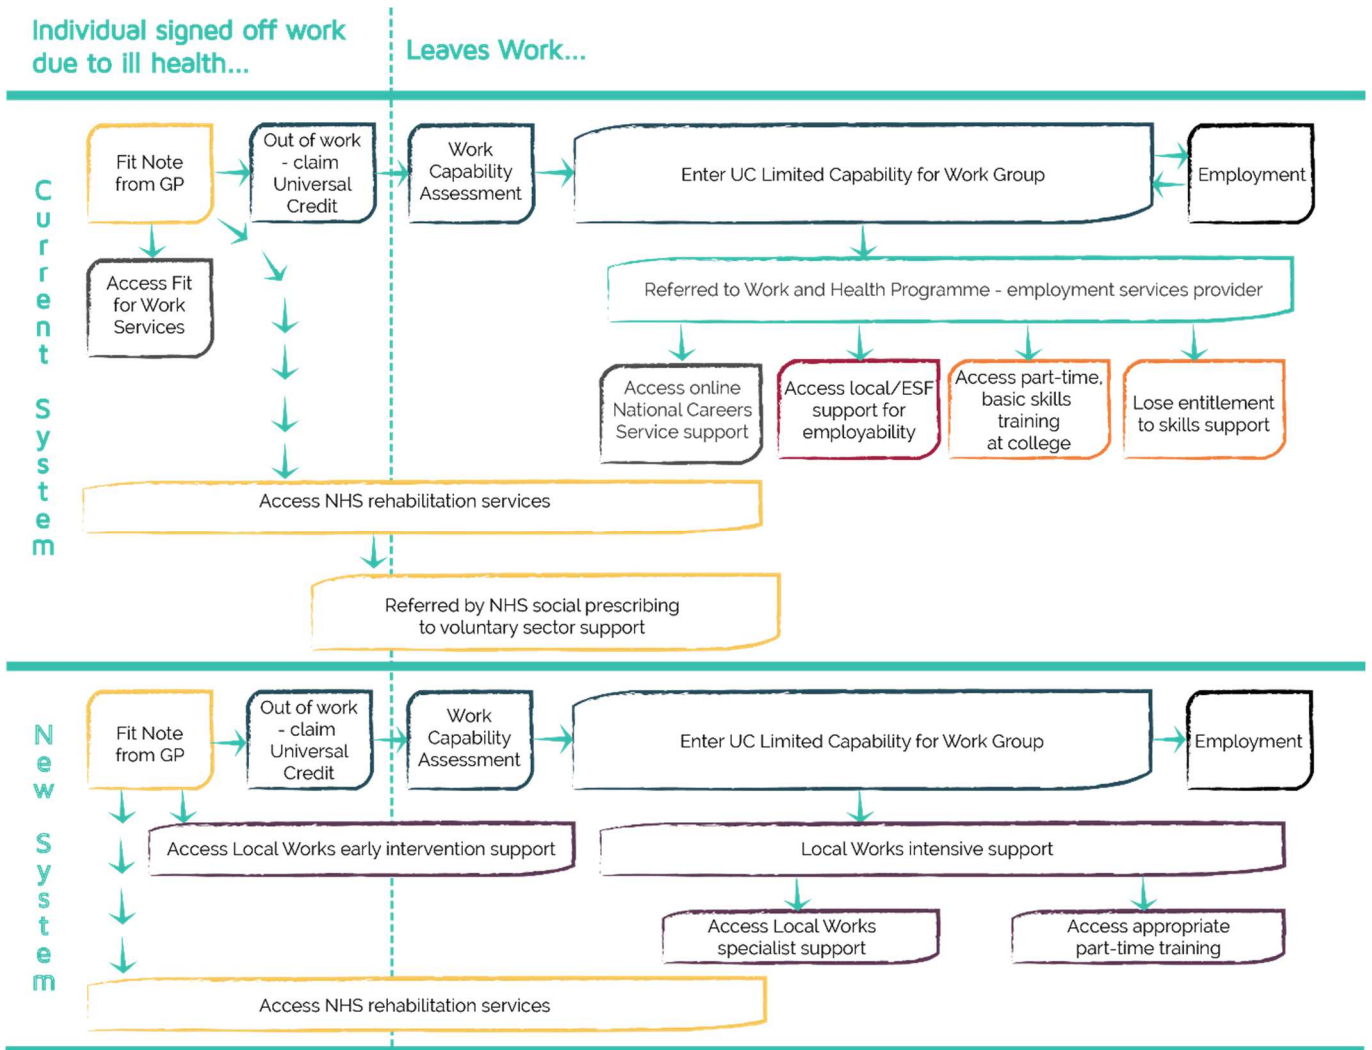 Individual signed off work
due to ill health...
Leaves Work...
Current System
Fit Note
from GP
Out of work
- claim
Universal
Credit
Work
Capability
Assessment
Enter UC Limited Capability for Work Group
Employment
Access Fit
for Work
Services
Referred to Work and Health Programme - employment services provider
Access online
National Careers
Service support
Access local/ESF
support for
employability
Access part-time,
basic skills
training
at college
Lose entitlement
to skills support
Access NHS rehabilitation services
Referred by NHS social prescribing
to voluntary sector support
New System
Fit Note
from GP
Out of work
- claim
Universal
Credit
Work
Capability
Assessment
Enter UC Limited Capability for Work Group
Employment
Access Local Works early intervention support
Local Works intensive support
Access Local Works
specialist support
Access appropriate
part-time training
Access NHS rehabilitation services